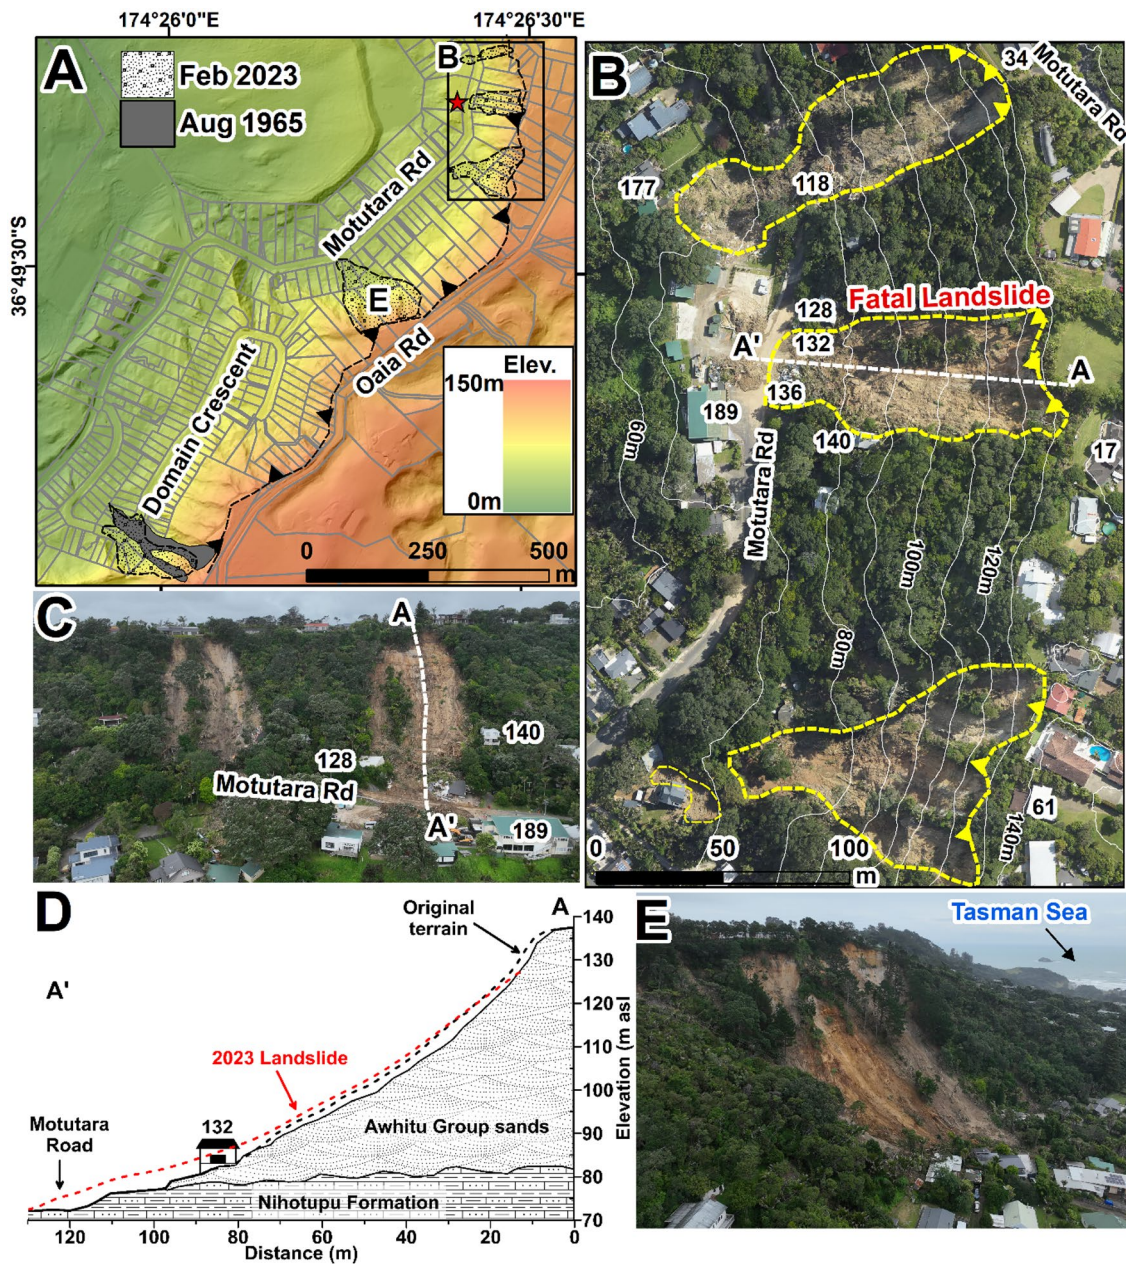 174°26'0"E
174°26'30"E
36°49'30"S
A
Feb 2023
Aug 1965
B
Motutara Rd
E
Oaia Rd
Domain Crescent
Elev.
150m
0m
0
250
500
m
B
34
Motutara Rd
177
118
Fatal Landslide
128
132
A'
A
136
189
140
17
60m
Motutara Rd
100m
120m
80m
61
140m
0
50
100
m
C
A
140
128
Motutara Rd
A'
189
D
Original
terrain
A
A'
2023 Landslide
Motutara
Road
132
Awhitu Group sands
Nihotupu Formation
140
130
120
110
100
90
80
70
Elevation (m asl)
120
100
80
60
40
20
0
Distance (m)
E
Tasman Sea